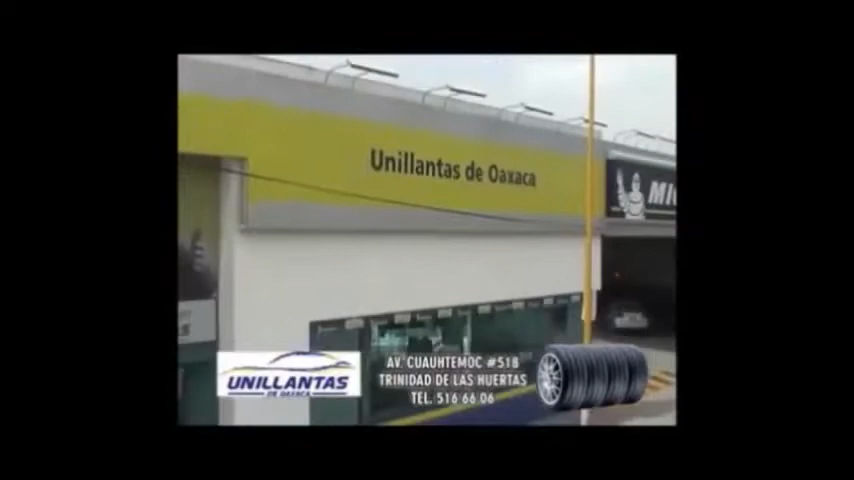 Unillantas de Oaxaca
UNILLANTAS
DE OAXACA
AV. CUAUHTEMOC #518
TRINIDAD DE LAS HUERTAS
TEL. 516 66 06